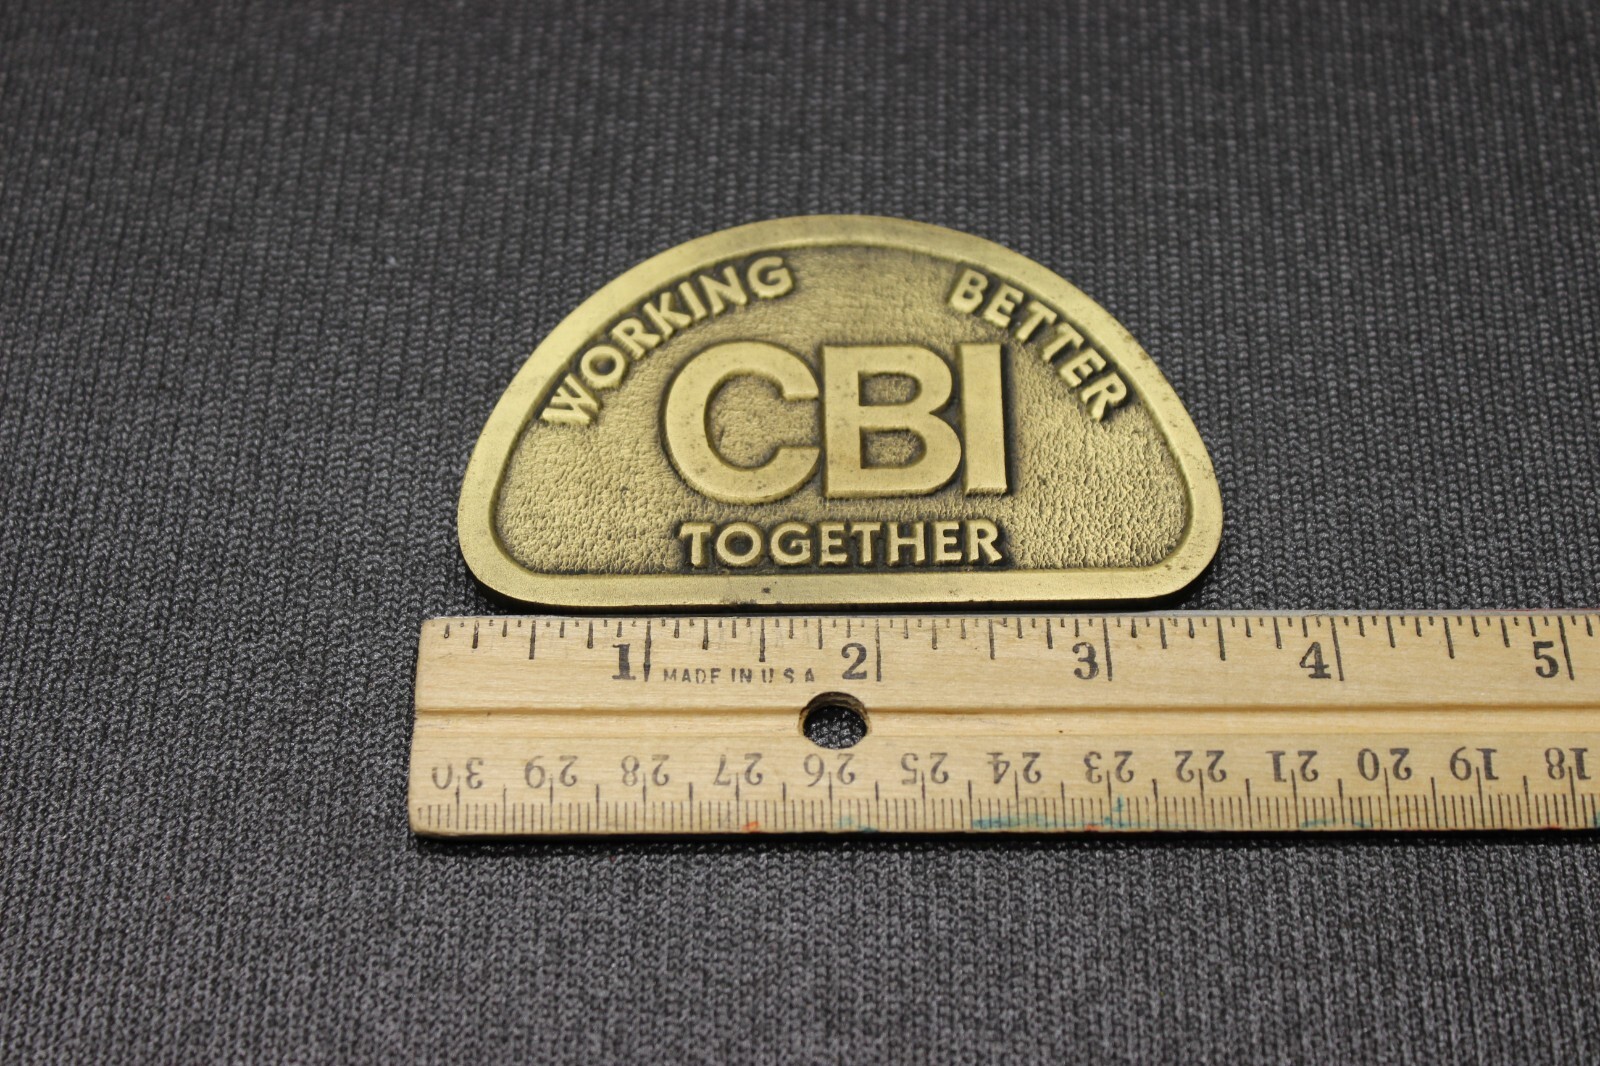 WORKING BETTER
CBI
TOGETHER
1 2 3 4 5
MADE IN U S A
30 29 28 27 26 25 24 23 22 21 20 19 18